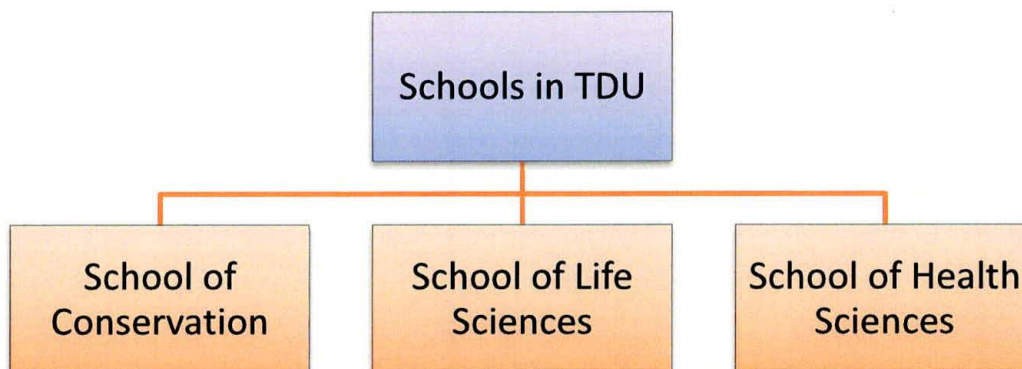 Schools in TDU
School of
Conservation
School of Life
Sciences
School of Health
Sciences